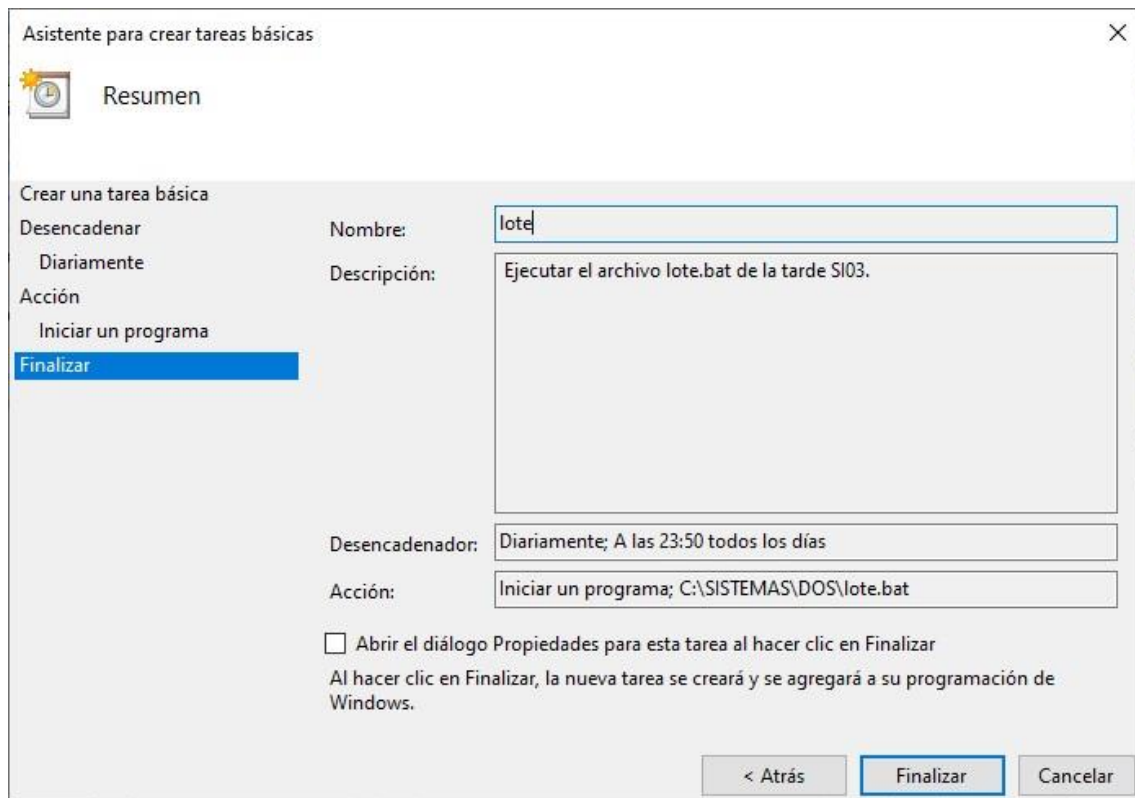 Asistente para crear tareas básicas
Resumen
Crear una tarea básica
Desencadenar
Diariamente
Acción
Iniciar un programa
Finalizar
Nombre:
lote
Descripción:
Ejecutar el archivo lote.bat de la tarde SI03.
Desencadenador:
Diariamente; A las 23:50 todos los días
Acción:
Iniciar un programa; C:\SISTEMAS\DOS\lote.bat
Abrir el diálogo Propiedades para esta tarea al hacer clic en Finalizar
Al hacer clic en Finalizar, la nueva tarea se creará y se agregará a su programación de
Windows.
< Atrás
Finalizar
Cancelar